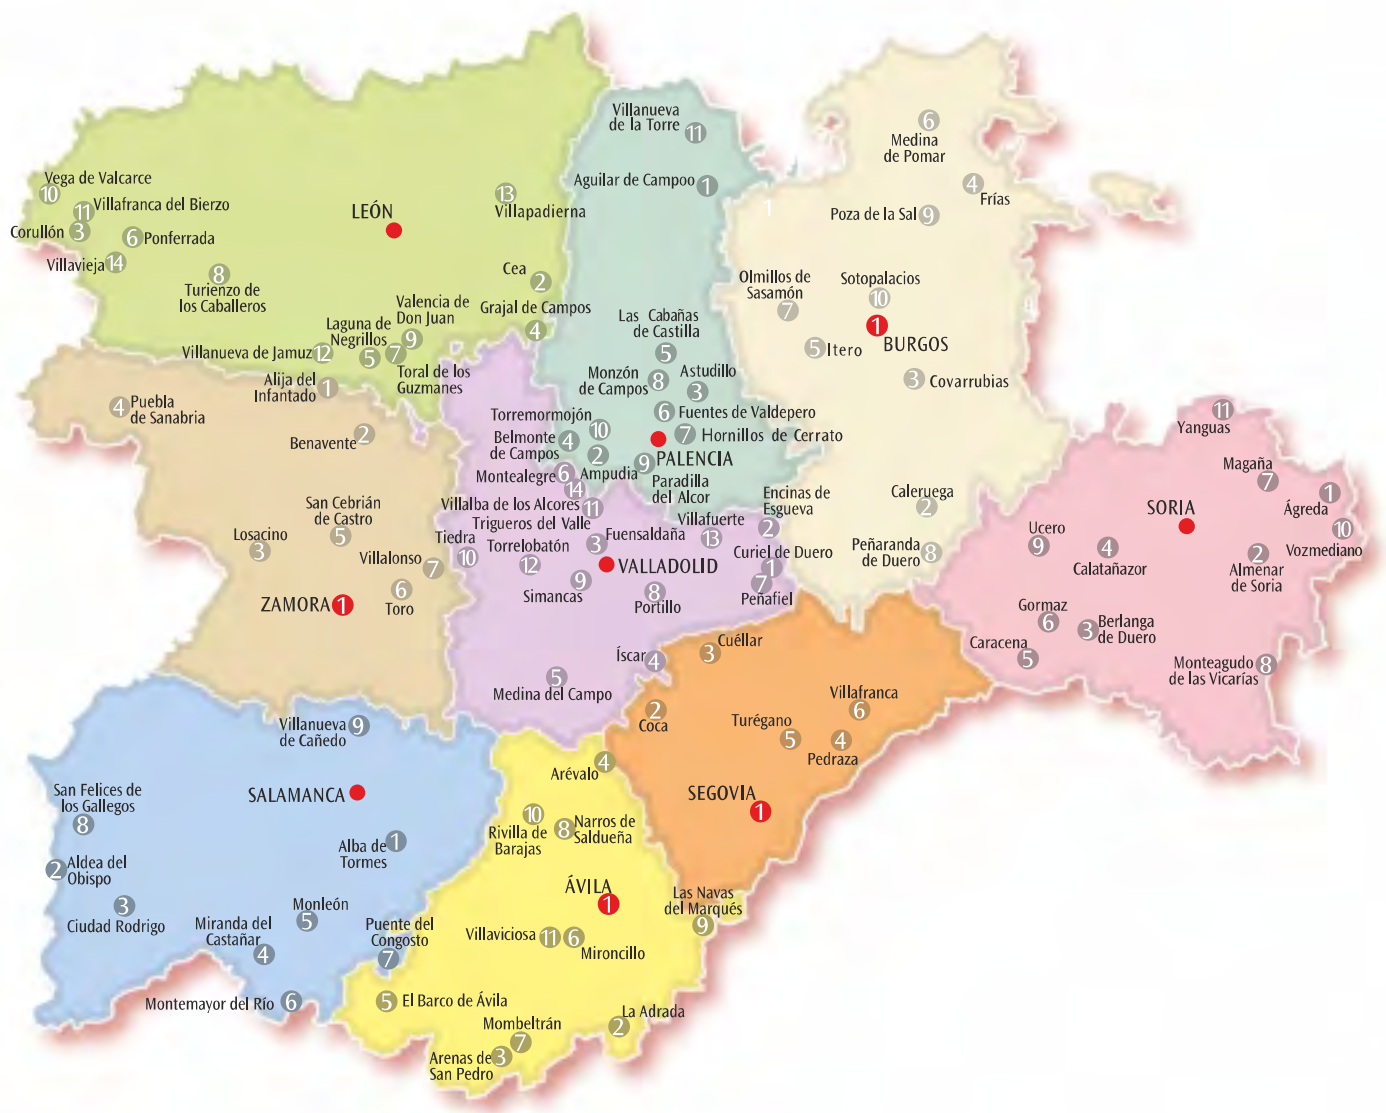 Villanueva
de la Torre
11
6
Medina
de Pomar
Aguilar de Campoo
1
4
Frías
1
Poza de la Sal
9
Vega de Valcarce
10
Villafranca del Bierzo
11
Corullón
3
6
Ponferrada
Villavieja
14
8
Turienzo de
los Caballeros
LEÓN
13
Villapadierna
Cea
2
Grajal de Campos
4
Valencia de
Don Juan
9
Laguna de
Negrillos
5
7
Toral de los
Guzmanes
Villanueva de Jamuz
12
Alija del
Infantado
1
Olmillos de
Sasamón
7
Sotopalacios
10
1
BURGOS
5
Itero
3
Covarrubias
4
Las Cabañas
de Castilla
5
Monzón
de Campos
8
Astudillo
3
6
Fuentes de Valdepero
7
Hornillos de Cerrato
PALENCIA
Torremormojón
10
Belmonte
de Campos
4
2
Ampudia
9
Paradilla
del Alcor
4
Puebla
de Sanabria
Benavente
2
San Cebrián
de Castro
5
Losacino
3
Villalonso
7
6
Toro
ZAMORA
1
Montealegre
6
14
Villalba de los Alcores
11
Trigueros del Valle
Tiedra
10
Torrelobatón
12
3
Fuensaldaña
Villafuerte
13
Encinas de
Esgueva
2
VALLADOLID
Curiel de Duero
1
7
Peñafiel
9
Simancas
8
Portillo
Íscar
4
5
Medina del Campo
Caleruega
2
Peñaranda
de Duero
8
11
Yanguas
Magaña
7
1
Ágreda
10
Vozmediano
SORIA
Ucero
9
4
Calatañazor
2
Almenar
de Soria
Gormaz
6
3
Berlanga
de Duero
Caracena
5
Monteagudo
de las Vicarías
8
Cuéllar
3
2
Coca
Villafranca
6
Turégano
5
4
Pedraza
SEGOVIA
1
Villanueva
de Cañedo
9
SALAMANCA
San Felices de
los Gallegos
8
Alba de
Tormes
1
2
Aldea del
Obispo
3
Ciudad Rodrigo
Monleón
5
Miranda del
Castañar
4
Puente del
Congosto
7
Montemayor del Río
6
Arévalo
4
10
Rivilla de
Barajas
8
Narros de
Saldueña
ÁVILA
1
Las Navas
del Marqués
9
Villaviciosa
11
6
Mironcillo
5
El Barco de Ávila
La Adrada
2
Mombeltrán
7
Arenas de
San Pedro
3